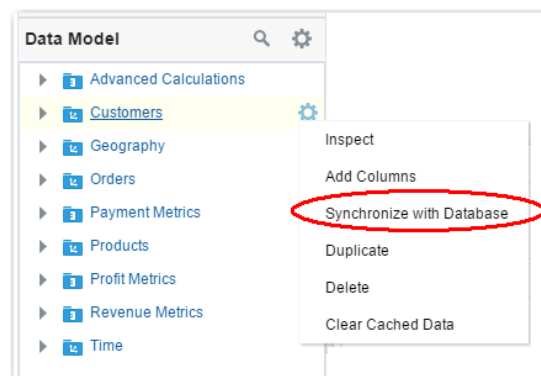 Data Model
Advanced Calculations
Customers
Geography
Orders
Payment Metrics
Products
Profit Metrics
Revenue Metrics
Time
Inspect
Add Columns
Synchronize with Database
Duplicate
Delete
Clear Cached Data